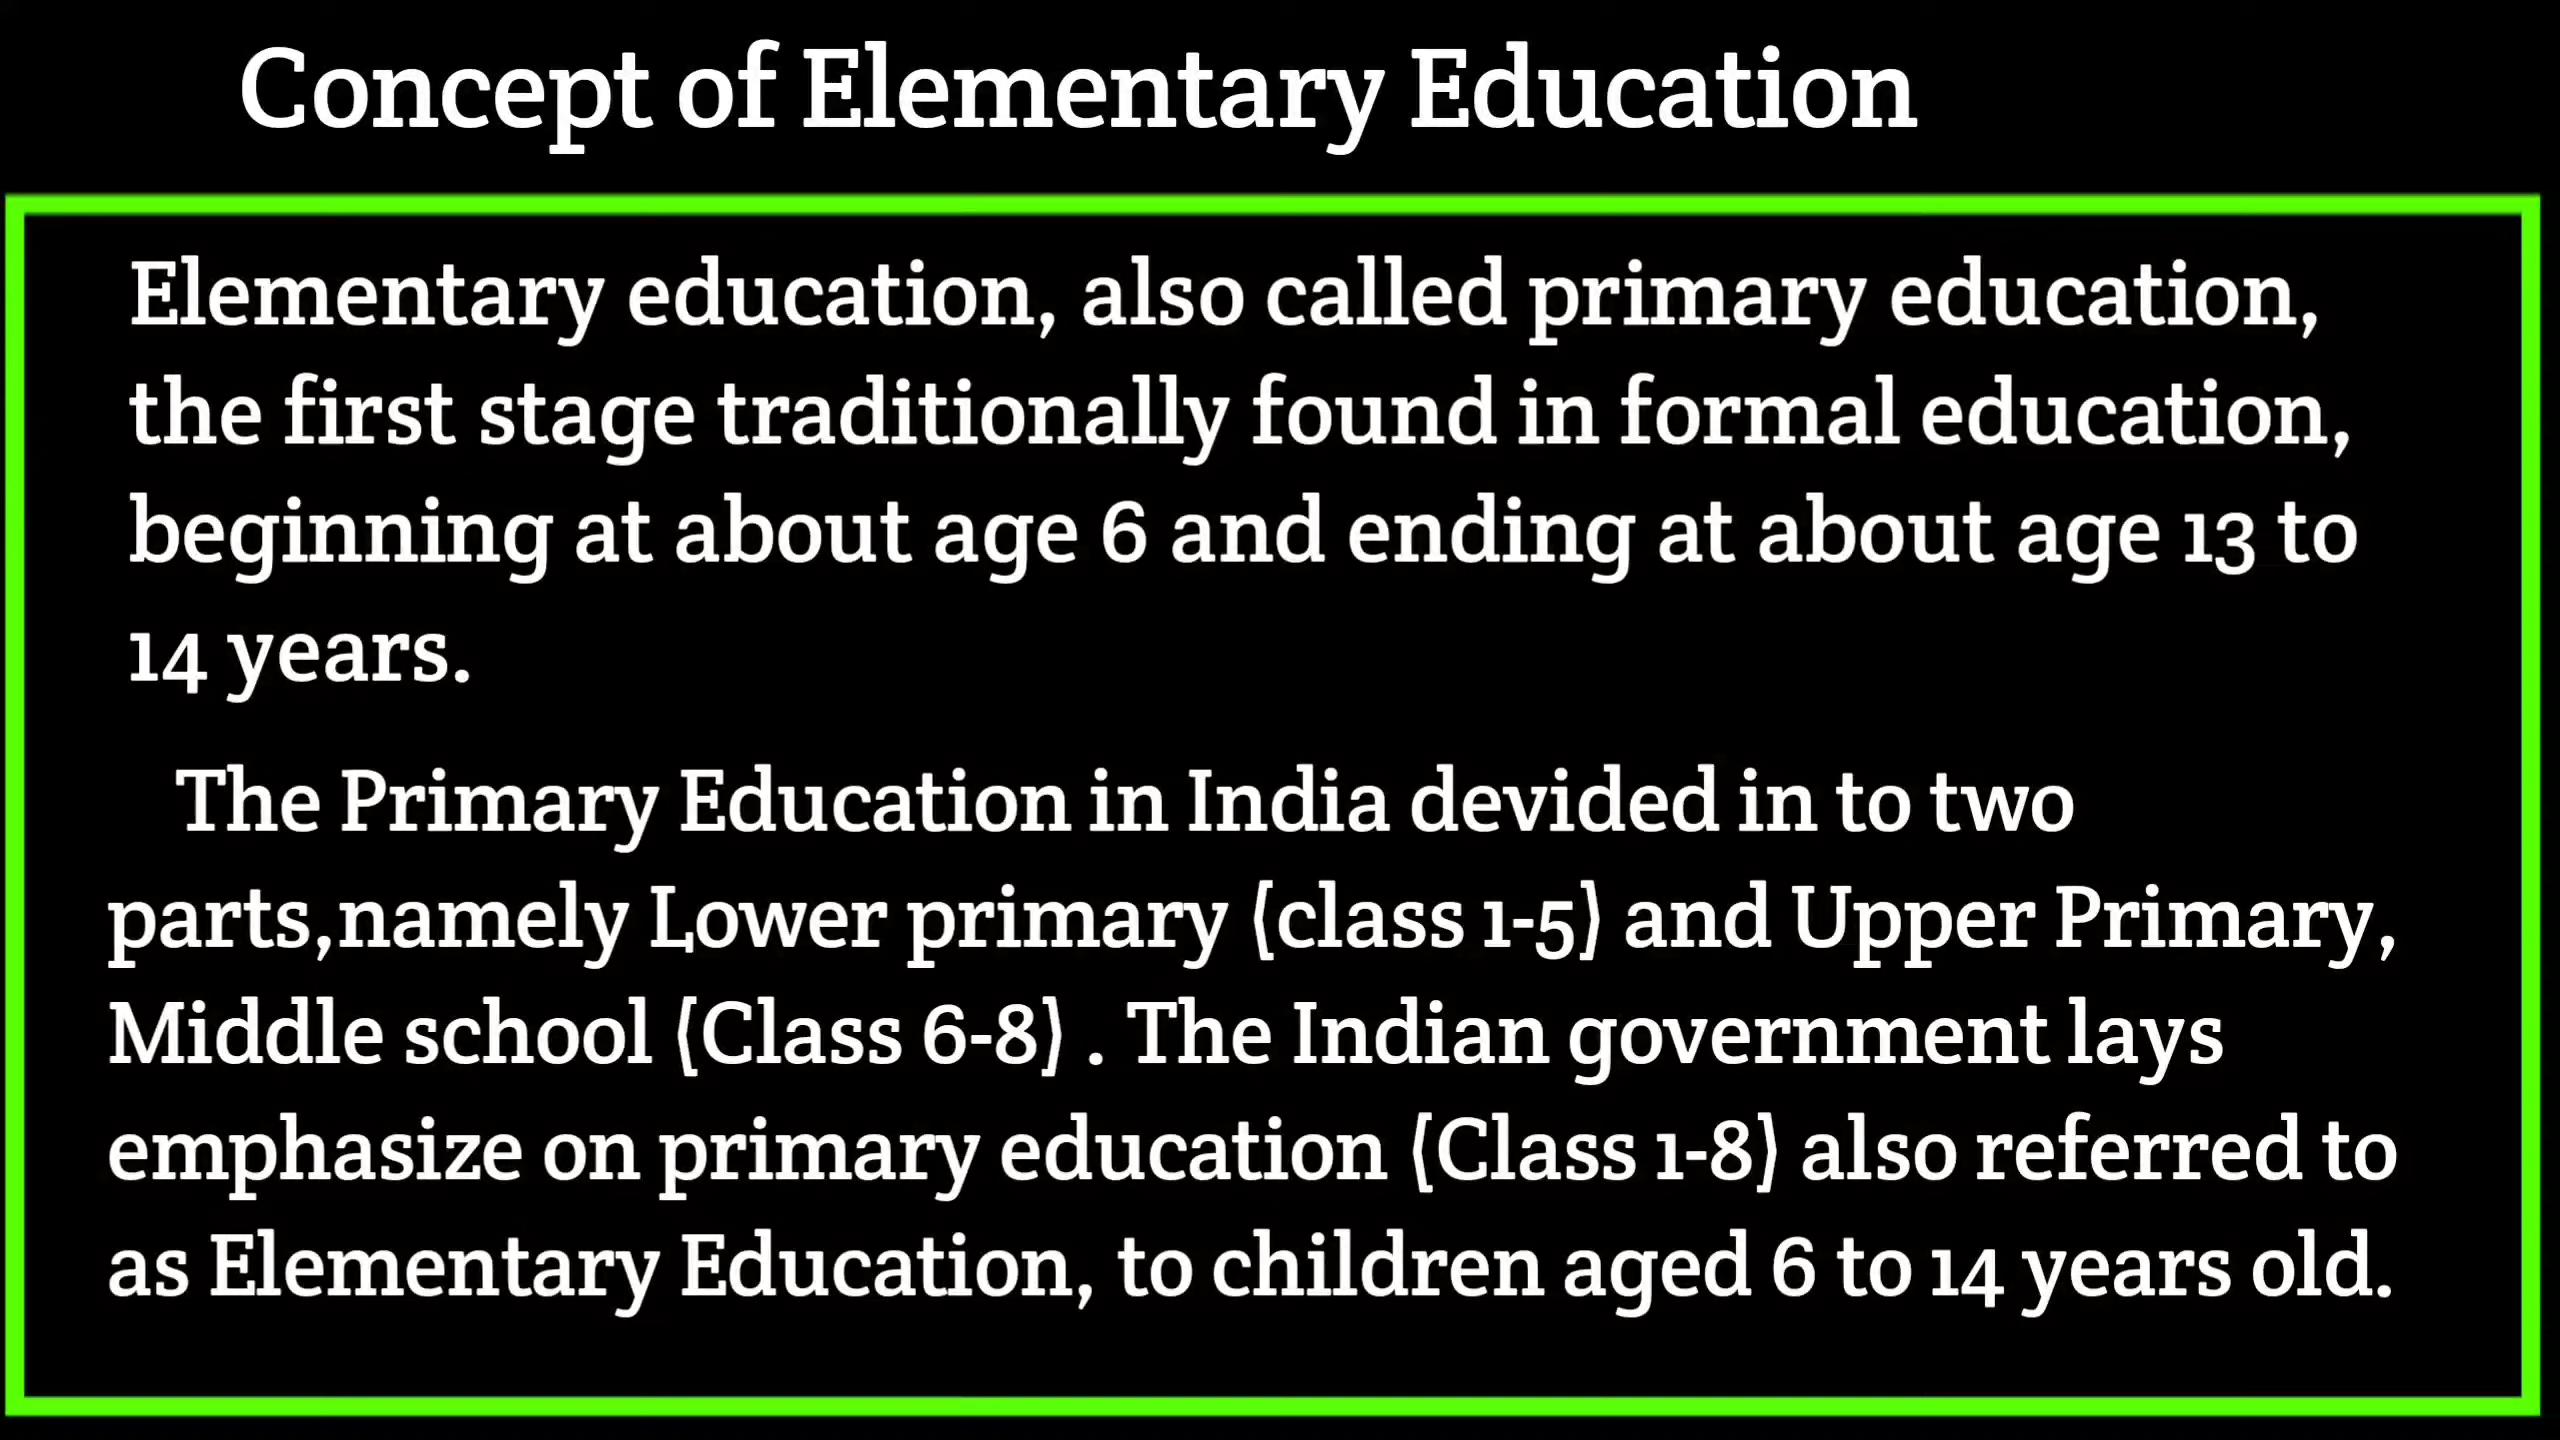 Concept of Elementary Education
Elementary education, also called primary education,
the first stage traditionally found in formal education,
beginning at about age 6 and ending at about age 13 to
14 years.
The Primary Education in India devided in to two
parts,namely Lower primary (class 1-5) and Upper Primary,
Middle school (Class 6-8) . The Indian government lays
emphasize on primary education (Class 1-8) also referred to
as Elementary Education, to children aged 6 to 14 years old.